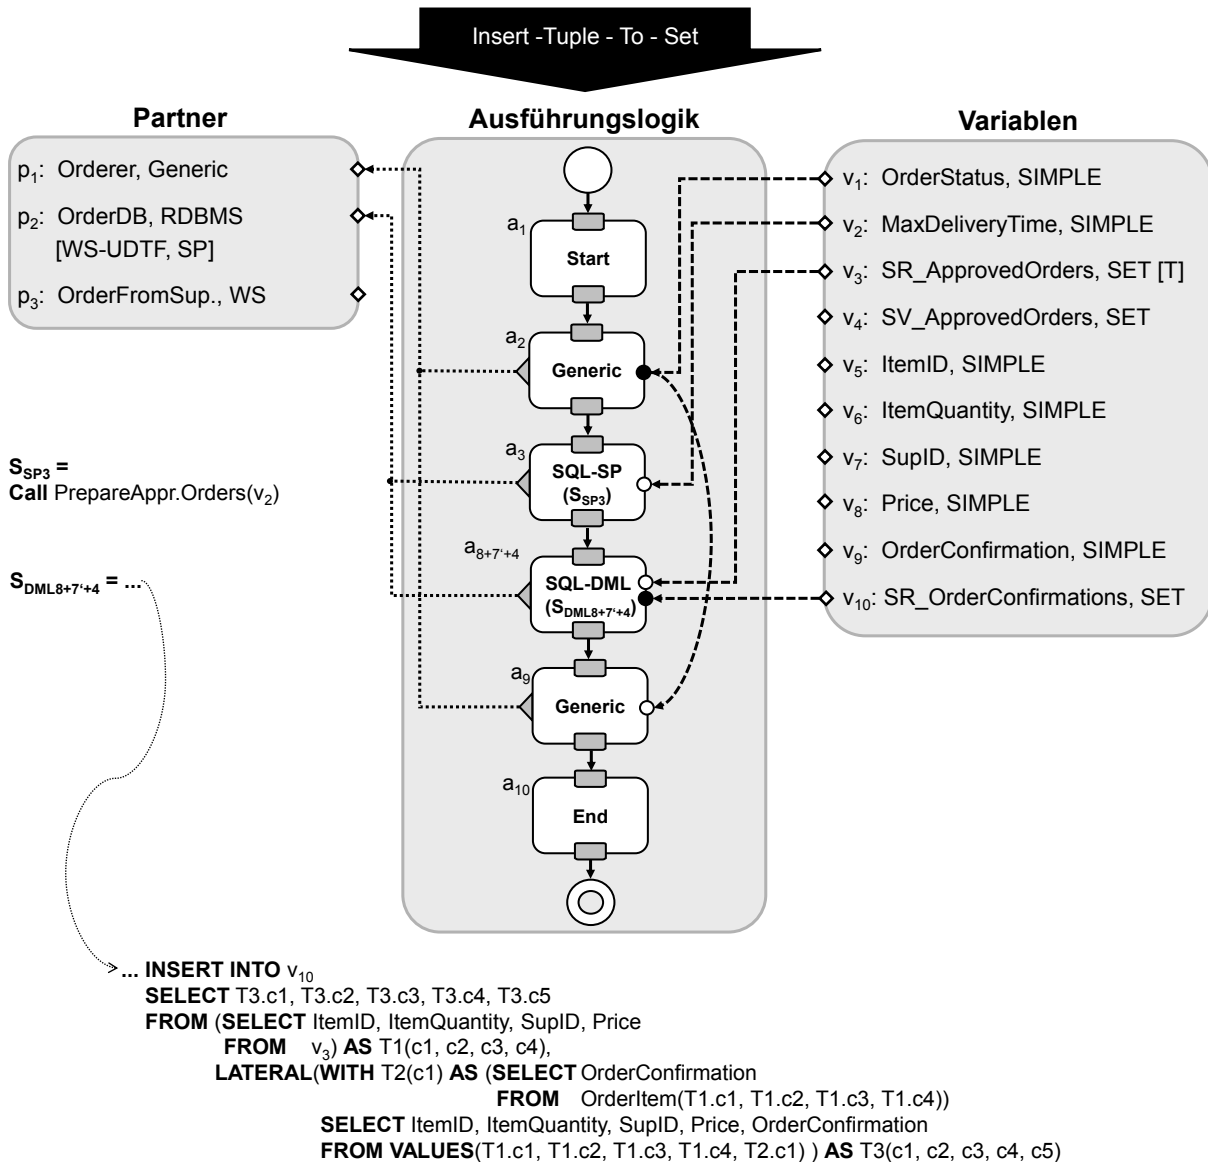 Insert -Tuple - To - Set
Partner
p1: Orderer, Generic
p2: OrderDB, RDBMS
[WS-UDTF, SP]
p3: OrderFromSup., WS
Ausführungslogik
a1
Start
a2
Generic
a3
SQL-SP
(SSP3)
a8+7'+4
SQL-DML
(SDML8+7'+4)
a9
Generic
a10
End
Variablen
v1: OrderStatus, SIMPLE
v2: MaxDeliveryTime, SIMPLE
v3: SR_ApprovedOrders, SET [T]
v4: SV_ApprovedOrders, SET
v5: ItemID, SIMPLE
v6: ItemQuantity, SIMPLE
v7: SupID, SIMPLE
v8: Price, SIMPLE
v9: OrderConfirmation, SIMPLE
v10: SR_OrderConfirmations, SET
SSP3 =
Call PrepareAppr.Orders(v2)
SDML8+7'+4 = ...
... INSERT INTO v10
SELECT T3.c1, T3.c2, T3.c3, T3.c4, T3.c5
FROM (SELECT ItemID, ItemQuantity, SupID, Price
FROM v3) AS T1(c1, c2, c3, c4),
LATERAL(WITH T2(c1) AS (SELECT OrderConfirmation
FROM OrderItem(T1.c1, T1.c2, T1.c3, T1.c4))
SELECT ItemID, ItemQuantity, SupID, Price, OrderConfirmation
FROM VALUES(T1.c1, T1.c2, T1.c3, T1.c4, T2.c1) ) AS T3(c1, c2, c3, c4, c5)